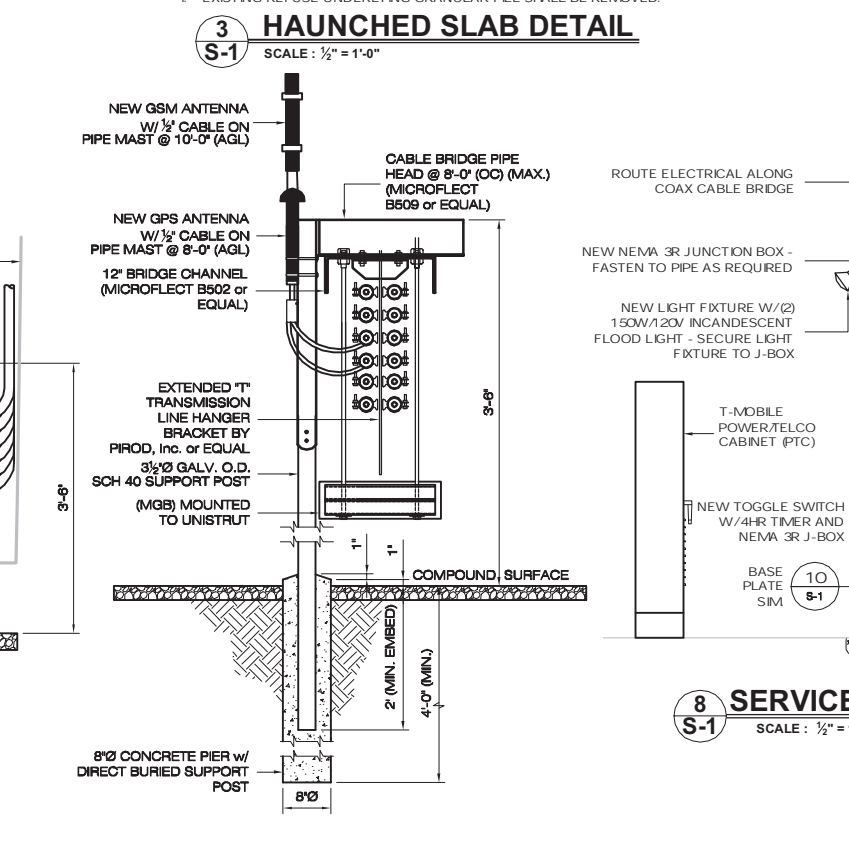 3
S-1
HAUNCHED SLAB DETAIL
SCALE : ½" = 1'-0"
NEW GSM ANTENNA
W/ ½" CABLE ON
PIPE MAST @ 10'-0" (AGL)
CABLE BRIDGE PIPE
HEAD @ 8'-0" (OC) (MAX.)
(MICROFLECT
B509 or EQUAL)
NEW GPS ANTENNA
W/ ½" CABLE ON
PIPE MAST @ 8'-0" (AGL)
12" BRIDGE CHANNEL
(MICROFLECT B502 or
EQUAL)
EXTENDED "T"
TRANSMISSION
LINE HANGER
BRACKET BY
PIROD, Inc. or EQUAL
3½"Ø GALV. O.D.
SCH 40 SUPPORT POST
(MGB) MOUNTED
TO UNISTRUT
3'-6"
3'-6"
1"
1"
COMPOUND SURFACE
2' (MIN. EMBED)
4'-0" (MIN.)
8"Ø CONCRETE PIER w/
DIRECT BURIED SUPPORT
POST
8"Ø
ROUTE ELECTRICAL ALONG
COAX CABLE BRIDGE
NEW NEMA 3R JUNCTION BOX -
FASTEN TO PIPE AS REQUIRED
NEW LIGHT FIXTURE W/(2)
150W/120V INCANDESCENT
FLOOD LIGHT - SECURE LIGHT
FIXTURE TO J-BOX
T-MOBILE
POWER/TELCO
CABINET (PTC)
NEW TOGGLE SWITCH
W/4HR TIMER AND
NEMA 3R J-BOX
BASE
PLATE
SIM
10
S-1
8
S-1
SERVICE
SCALE : ½" =